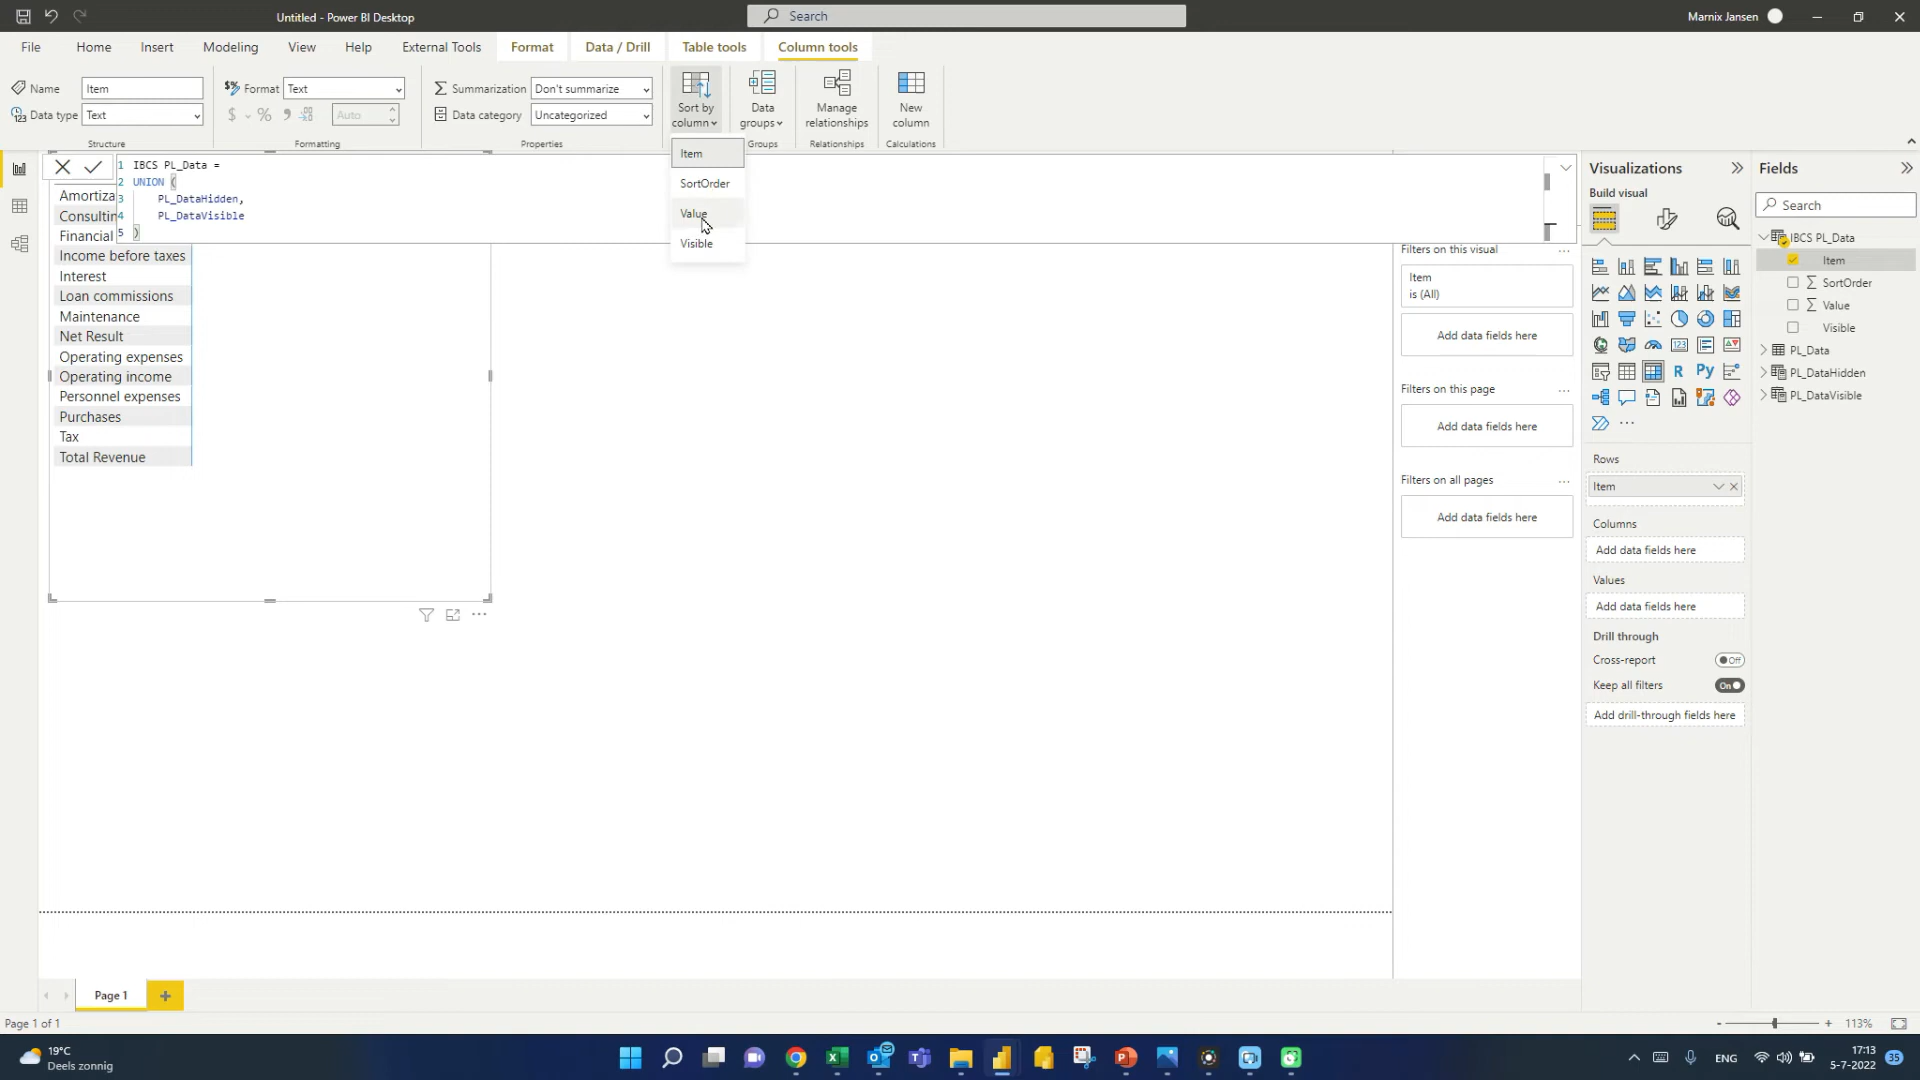 Untitled - Power BI Desktop
Search
Marnix Jansen
File
Home
Insert
Modeling
View
Help
External Tools
Format
Data / Drill
Table tools
Column tools
Name
Item
Data type
Text
Structure
Format
Text
$
%
Auto
Formatting
Summarization
Don't summarize
Data category
Uncategorized
Properties
Sort by
column
Data
groups
Groups
Manage
relationships
Relationships
New
column
Calculations
Item
SortOrder
Value
Visible
1 IBCS PL_Data =
2 UNION (
3 PL_DataHidden,
4 PL_DataVisible
5 )
Amortiza
Consultin
Financial
Income before taxes
Interest
Loan commissions
Maintenance
Net Result
Operating expenses
Operating income
Personnel expenses
Purchases
Tax
Total Revenue
Filters on this visual
Item
is (All)
Add data fields here
Filters on this page
Add data fields here
Filters on all pages
Add data fields here
Visualizations
Build visual
123
R
Py
Rows
Item
Columns
Add data fields here
Values
Add data fields here
Drill through
Cross-report
Off
Keep all filters
On
Add drill-through fields here
Fields
Search
IBCS PL_Data
Item
SortOrder
Value
Visible
PL_Data
PL_DataHidden
PL_DataVisible
Page 1
Page 1 of 1
113%
19°C
Deels zonnig
ENG
17:13
5-7-2022
35